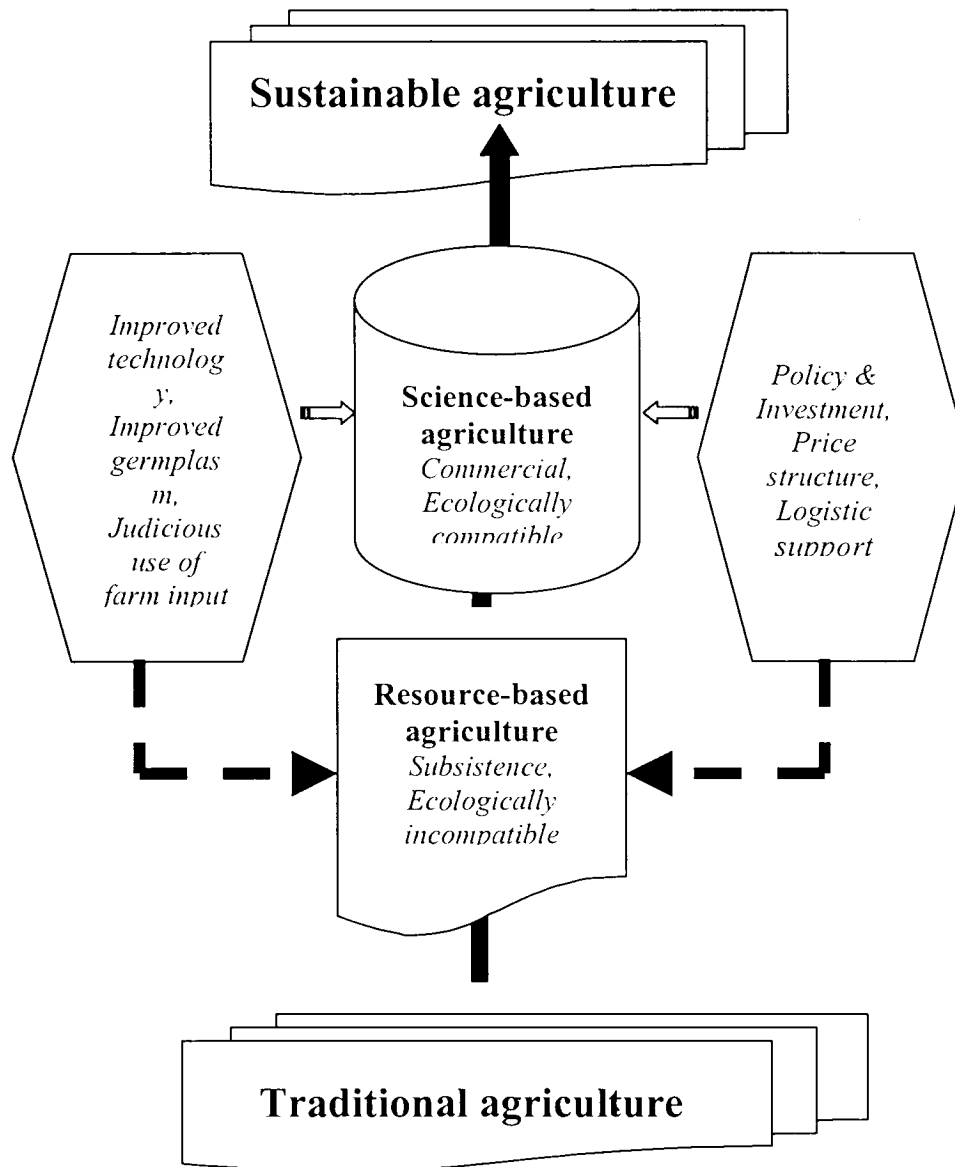 Sustainable agriculture
Improved
technolog
y,
Improved
germplas
m,
Judicious
use of
farm input
Science-based
agriculture
Commercial,
Ecologically
compatible
Policy &
Investment,
Price
structure,
Logistic
support
Resource-based
agriculture
Subsistence,
Ecologically
incompatible
Traditional agriculture